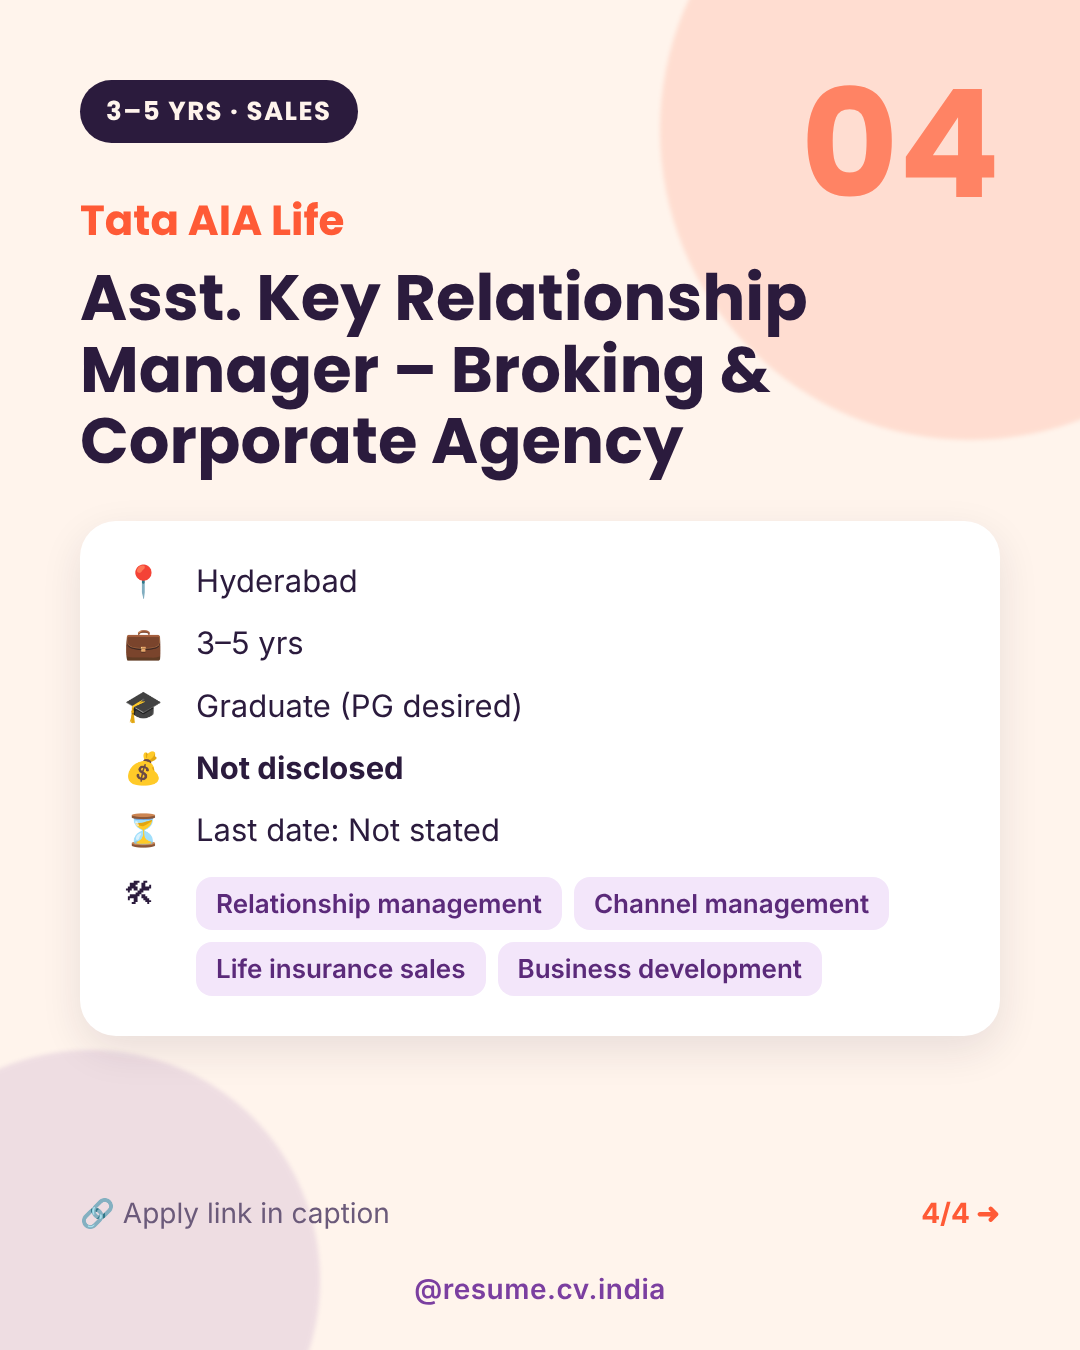 3–5 YRS · SALES
04
Tata AIA Life
Asst. Key Relationship
Manager – Broking &
Corporate Agency
📍 Hyderabad
💼 3–5 yrs
🎓 Graduate (PG desired)
💰 Not disclosed
⏳ Last date: Not stated
🛠 Relationship management Channel management
Life insurance sales Business development
🔗 Apply link in caption
4/4 ➜
@resume.cv.india